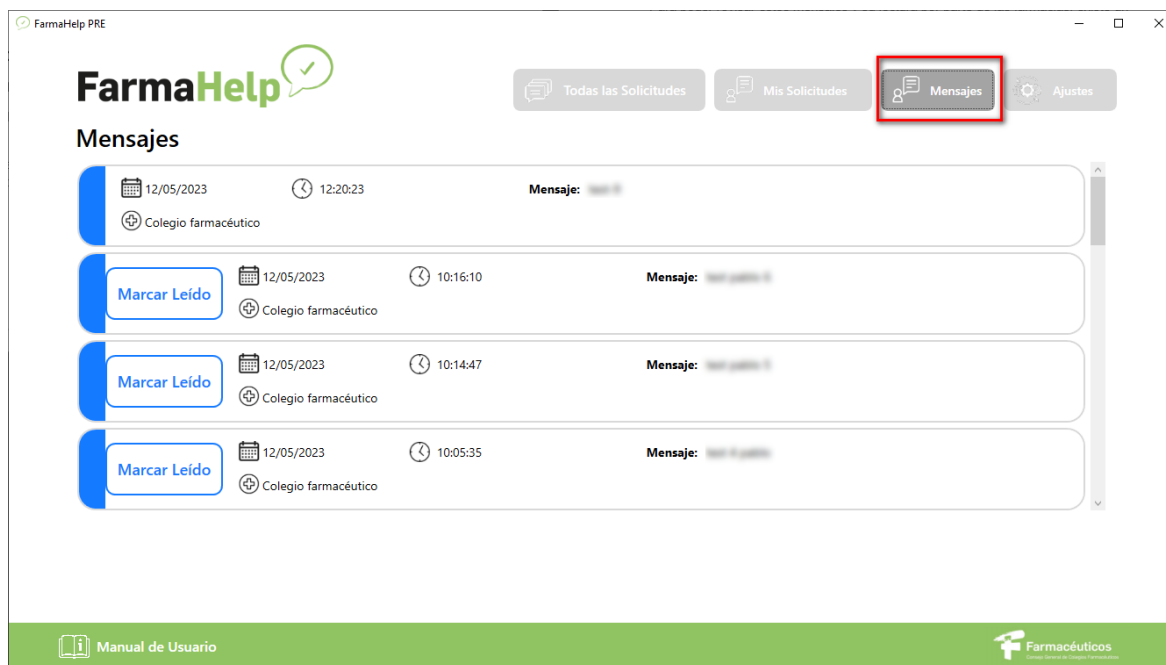 FarmaHelp PRE
FarmaHelp
Todas las Solicitudes
Mis Solicitudes
Mensajes
Ajustes
Mensajes
12/05/2023 12:20:23 Mensaje:
Colegio farmacéutico
Marcar Leído
12/05/2023 10:16:10 Mensaje:
Colegio farmacéutico
Marcar Leído
12/05/2023 10:14:47 Mensaje:
Colegio farmacéutico
Marcar Leído
12/05/2023 10:05:35 Mensaje:
Colegio farmacéutico
Manual de Usuario
Farmacéuticos